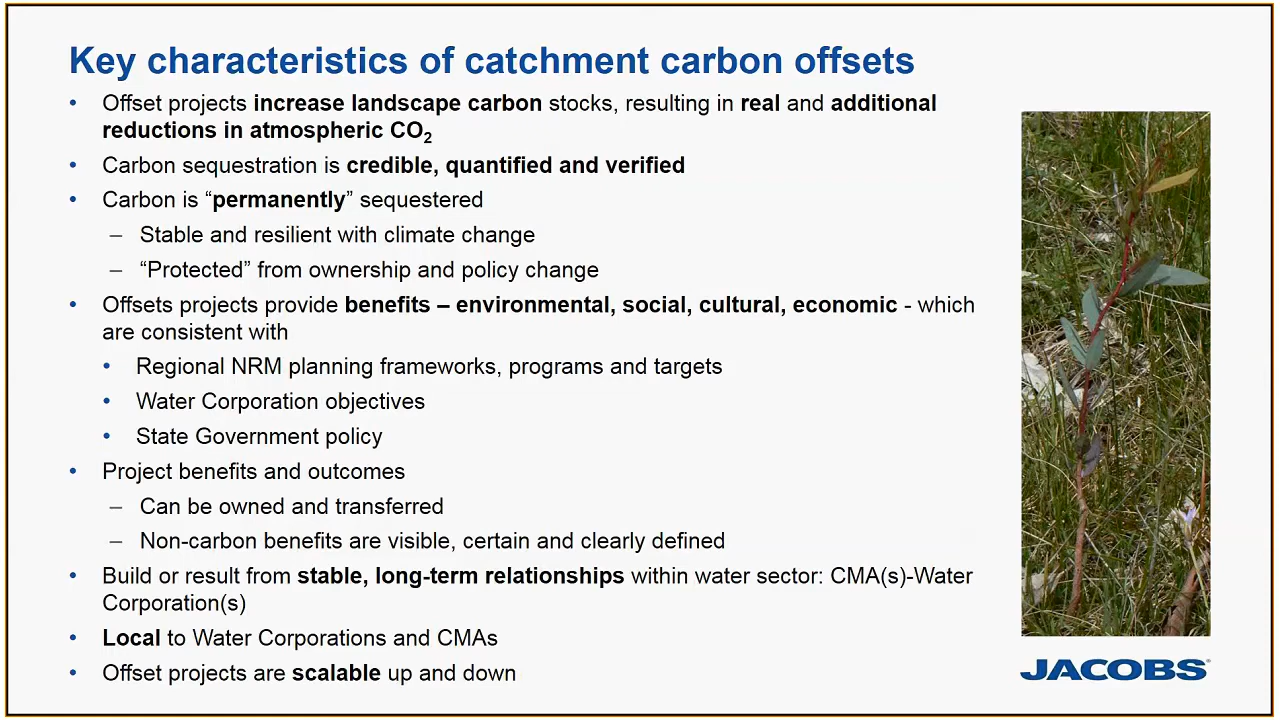 Key characteristics of catchment carbon offsets
• Offset projects increase landscape carbon stocks, resulting in real and additional
reductions in atmospheric CO₂
• Carbon sequestration is credible, quantified and verified
• Carbon is “permanently” sequestered
– Stable and resilient with climate change
– “Protected” from ownership and policy change
• Offsets projects provide benefits – environmental, social, cultural, economic - which
are consistent with
• Regional NRM planning frameworks, programs and targets
• Water Corporation objectives
• State Government policy
• Project benefits and outcomes
– Can be owned and transferred
– Non-carbon benefits are visible, certain and clearly defined
• Build or result from stable, long-term relationships within water sector: CMA(s)-Water
Corporation(s)
• Local to Water Corporations and CMAs
• Offset projects are scalable up and down
JACOBS